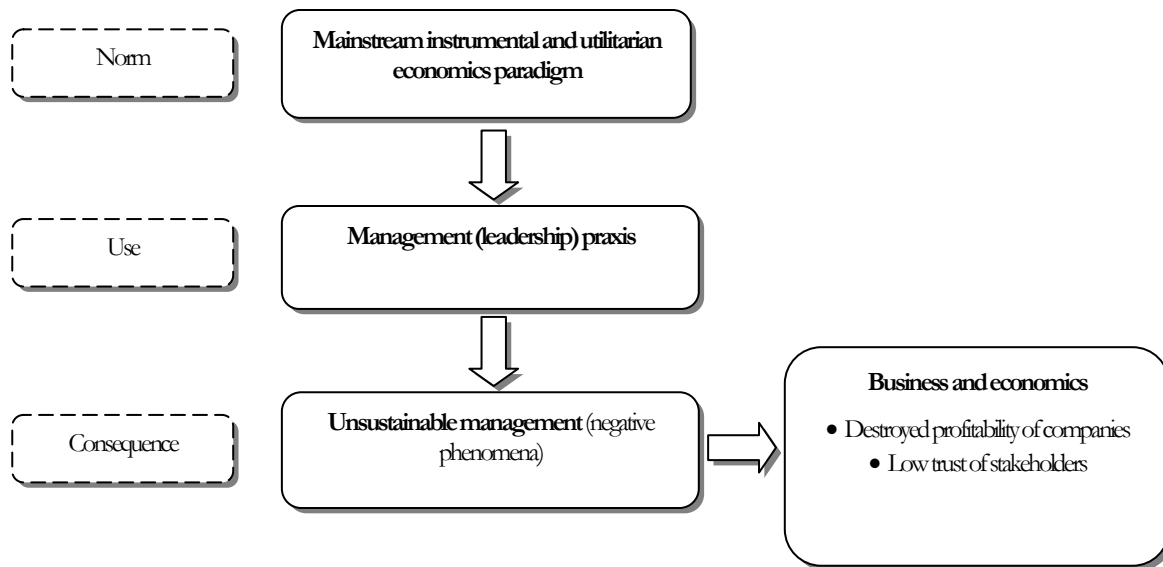 Norm
Mainstream instrumental and utilitarian
economics paradigm
Use
Management (leadership) praxis
Consequence
Unsustainable management (negative
phenomena)
Business and economics
• Destroyed profitability of companies
• Low trust of stakeholders